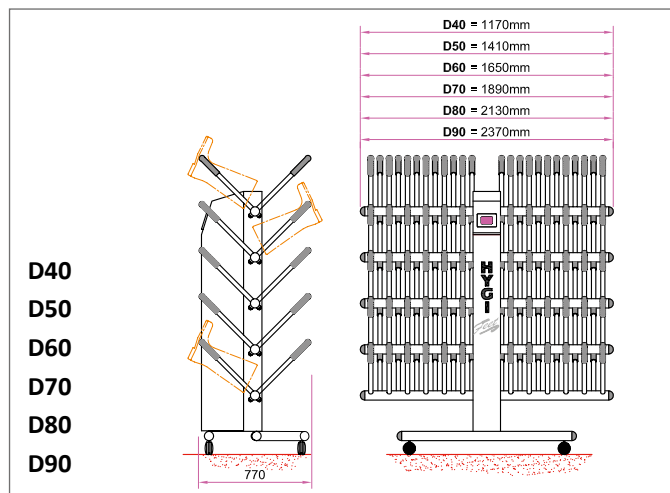 D40 = 1170mm
D50 = 1410mm
D60 = 1650mm
D70 = 1890mm
D80 = 2130mm
D90 = 2370mm
D40
D50
D60
D70
D80
D90
HYGI
770